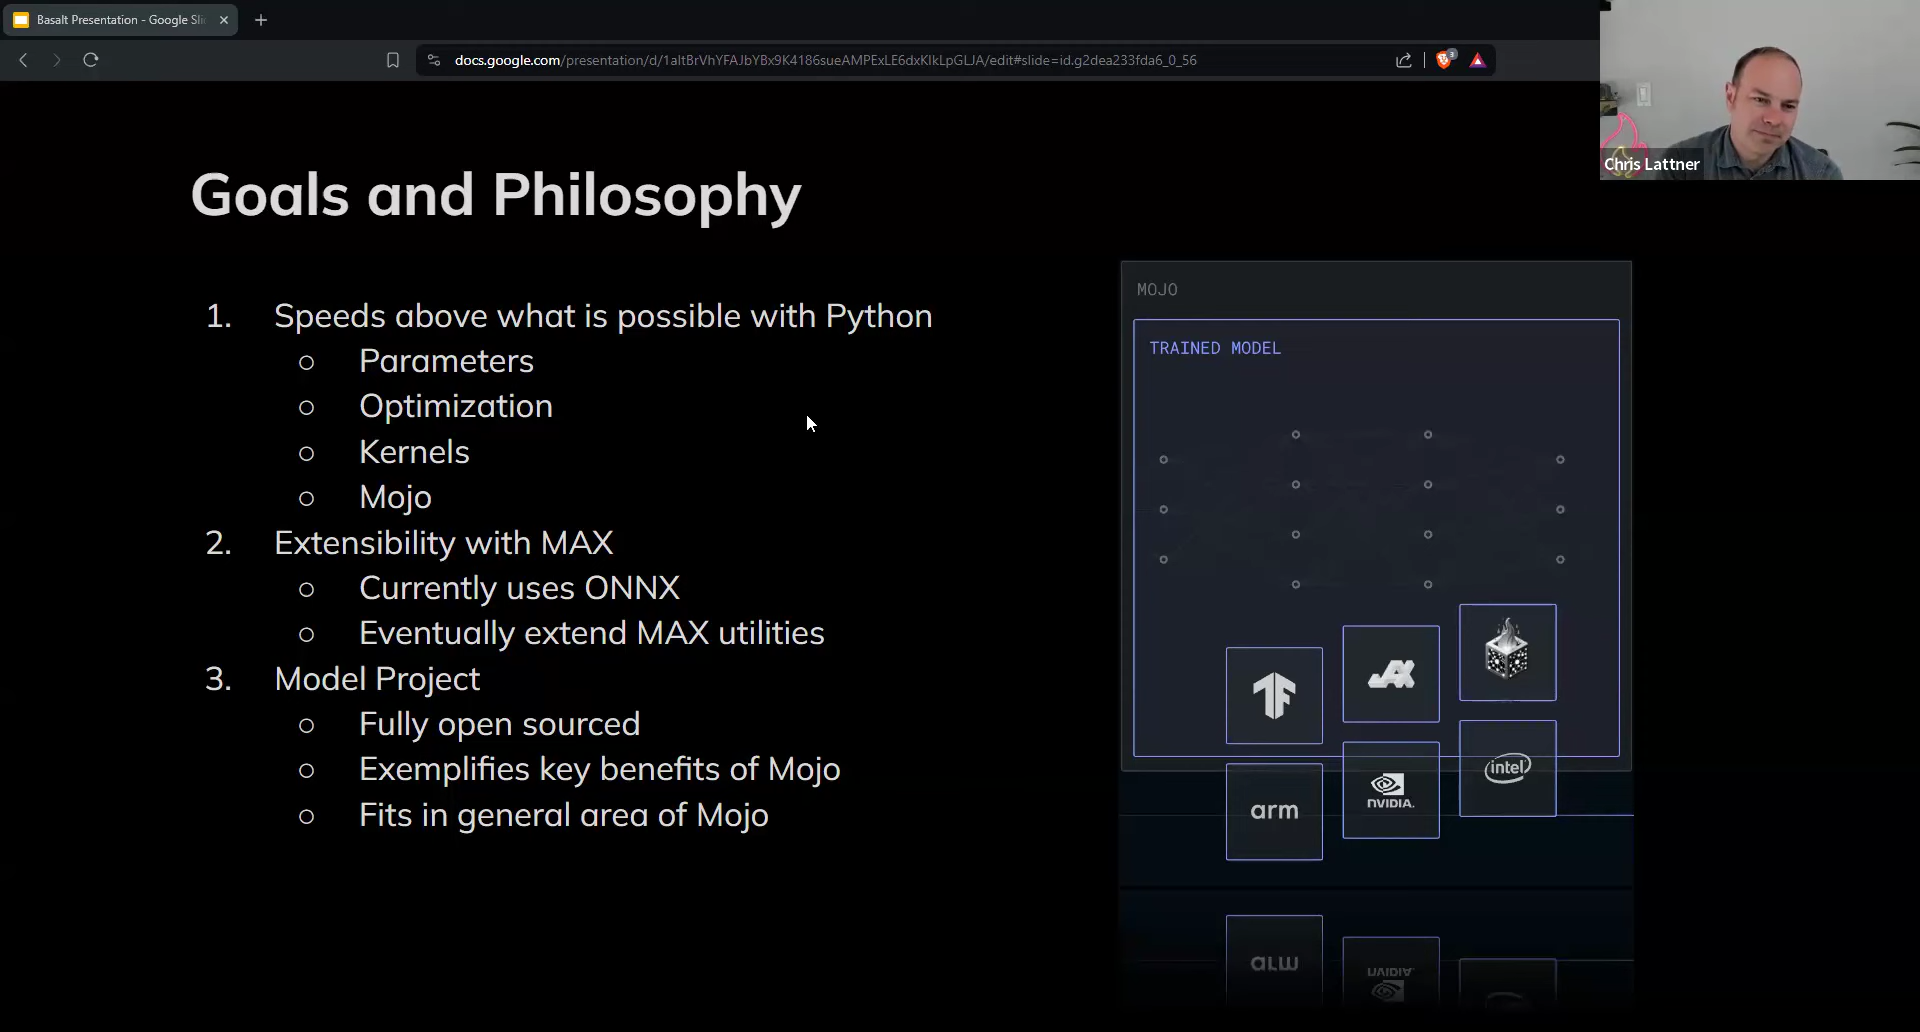 Basalt Presentation - Google Sli
docs.google.com/presentation/d/1altBrVhYFAJbYBx9K4186sueAMPExLE6dxKlkLpGLJA/edit#slide=id.g2dea233fda6_0_56
3
Chris Lattner
Goals and Philosophy
1. Speeds above what is possible with Python
○ Parameters
○ Optimization
○ Kernels
○ Mojo
2. Extensibility with MAX
○ Currently uses ONNX
○ Eventually extend MAX utilities
3. Model Project
○ Fully open sourced
○ Exemplifies key benefits of Mojo
○ Fits in general area of Mojo
MOJO
TRAINED MODEL
intel
arm
NVIDIA.